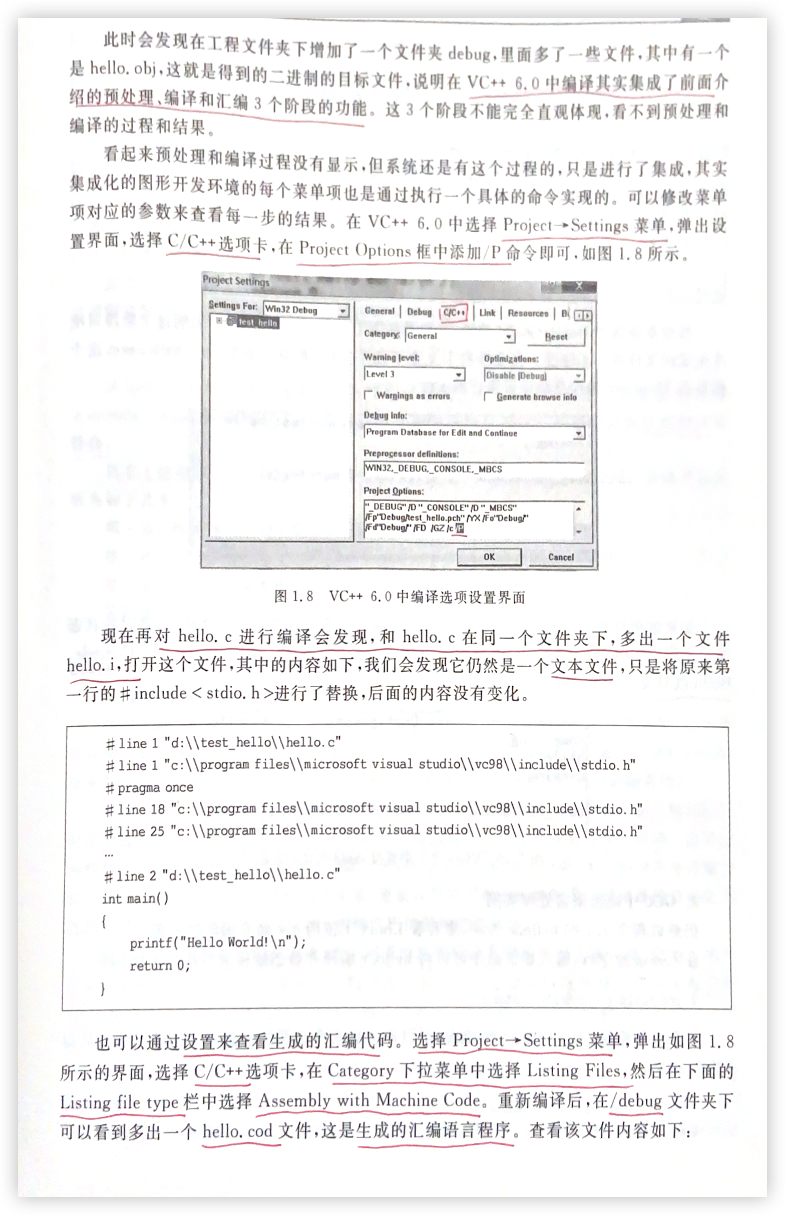 此时会发现在工程文件夹下增加了一个文件夹 debug,里面多了一些文件,其中有一个
是 hello.obj,这就是得到的二进制的目标文件,说明在 VC++ 6.0 中编译其实集成了前面介
绍的预处理、编译和汇编 3 个阶段的功能。这 3 个阶段不能完全直观体现,看不到预处理和
编译的过程和结果。
看起来预处理和编译过程没有显示,但系统还是有这个过程的,只是进行了集成,其实
集成化的图形开发环境的每个菜单项也是通过执行一个具体的命令实现的。可以修改菜单
项对应的参数来查看每一步的结果。在 VC++ 6.0 中选择 Project→Settings 菜单,弹出设
置界面,选择 C/C++选项卡,在 Project Options 框中添加/P 命令即可,如图 1.8 所示。
Project Settings
Settings For: Win32 Debug
test_hello
General Debug C/C++ Link Resources
Category: General Reset
Warning level: Optimizations:
Level 3 Disable (Debug)
Warnings as errors Generate browse info
Debug info:
Program Database for Edit and Continue
Preprocessor definitions:
WIN32,_DEBUG,_CONSOLE,_MBCS
Project Options:
"_DEBUG" /D "_CONSOLE" /D "_MBCS"
/Fp"Debug/test_hello.pch" /YX /Fo"Debug/"
/Fd"Debug/" /FD /GZ /c /P
OK Cancel
图 1.8 VC++ 6.0 中编译选项设置界面
现在再对 hello.c 进行编译会发现,和 hello.c 在同一个文件夹下,多出一个文件
hello.i,打开这个文件,其中的内容如下,我们会发现它仍然是一个文本文件,只是将原来第
一行的#include<stdio.h>进行了替换,后面的内容没有变化。
#line 1 "d:\\test_hello\\hello.c"
#line 1 "c:\\program files\\microsoft visual studio\\vc98\\include\\stdio.h"
#pragma once
#line 18 "c:\\program files\\microsoft visual studio\\vc98\\include\\stdio.h"
#line 25 "c:\\program files\\microsoft visual studio\\vc98\\include\\stdio.h"
…
#line 2 "d:\\test_hello\\hello.c"
int main()
{
printf("Hello World!\n");
return 0;
}
也可以通过设置来查看生成的汇编代码。选择 Project→Settings 菜单,弹出如图 1.8
所示的界面,选择 C/C++选项卡,在 Category 下拉菜单中选择 Listing Files,然后在下面的
Listing file type 栏中选择 Assembly with Machine Code。重新编译后,在/debug 文件夹下
可以看到多出一个 hello.cod 文件,这是生成的汇编语言程序。查看该文件内容如下: